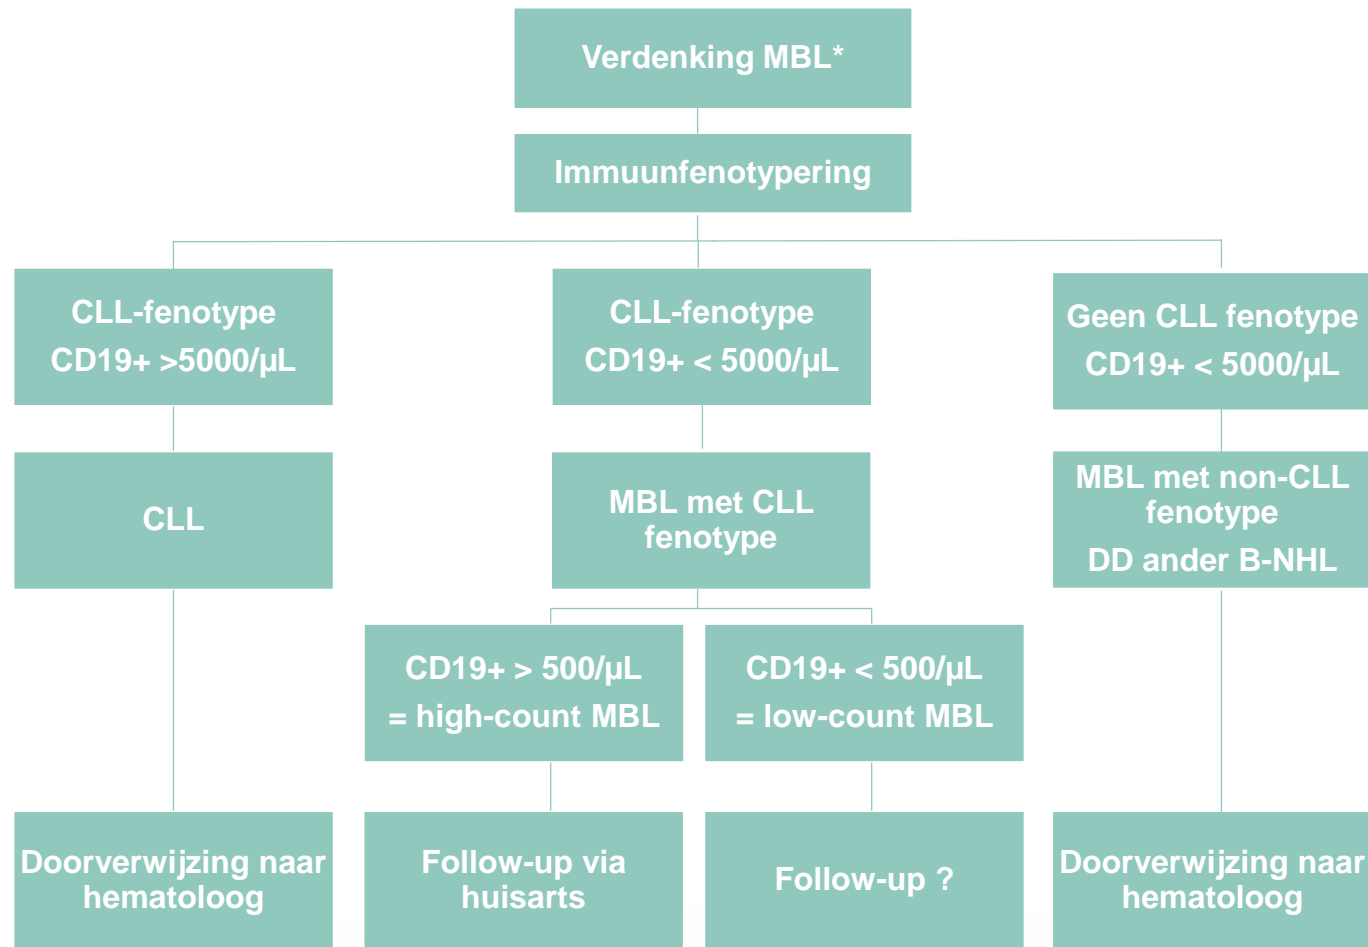 Verdenking MBL*
Immuunfenotypering
CLL-fenotype
CD19+ >5000/µL
CLL-fenotype
CD19+ < 5000/µL
Geen CLL fenotype
CD19+ < 5000/µL
CLL
MBL met CLL
fenotype
MBL met non-CLL
fenotype
DD ander B-NHL
CD19+ > 500/µL
= high-count MBL
CD19+ < 500/µL
= low-count MBL
Doorverwijzing naar
hematoloog
Follow-up via
huisarts
Follow-up ?
Doorverwijzing naar
hematoloog